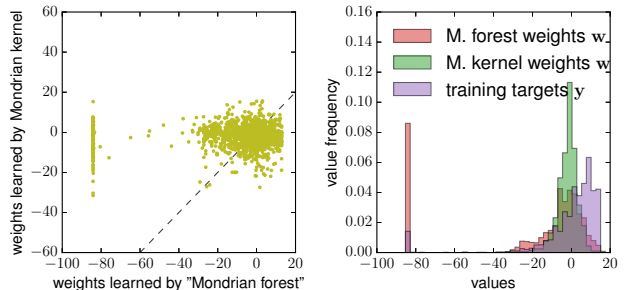 60
40
20
0
−20
−40
−60
−100 −80 −60 −40 −20 0 20
weights learned by "Mondrian forest"
weights learned by Mondrian kernel
0.16
0.14
0.12
0.10
0.08
0.06
0.04
0.02
0.00
−100 −80 −60 −40 −20 0 20
values
value frequency
M. forest weights w
M. kernel weights w
training targets y